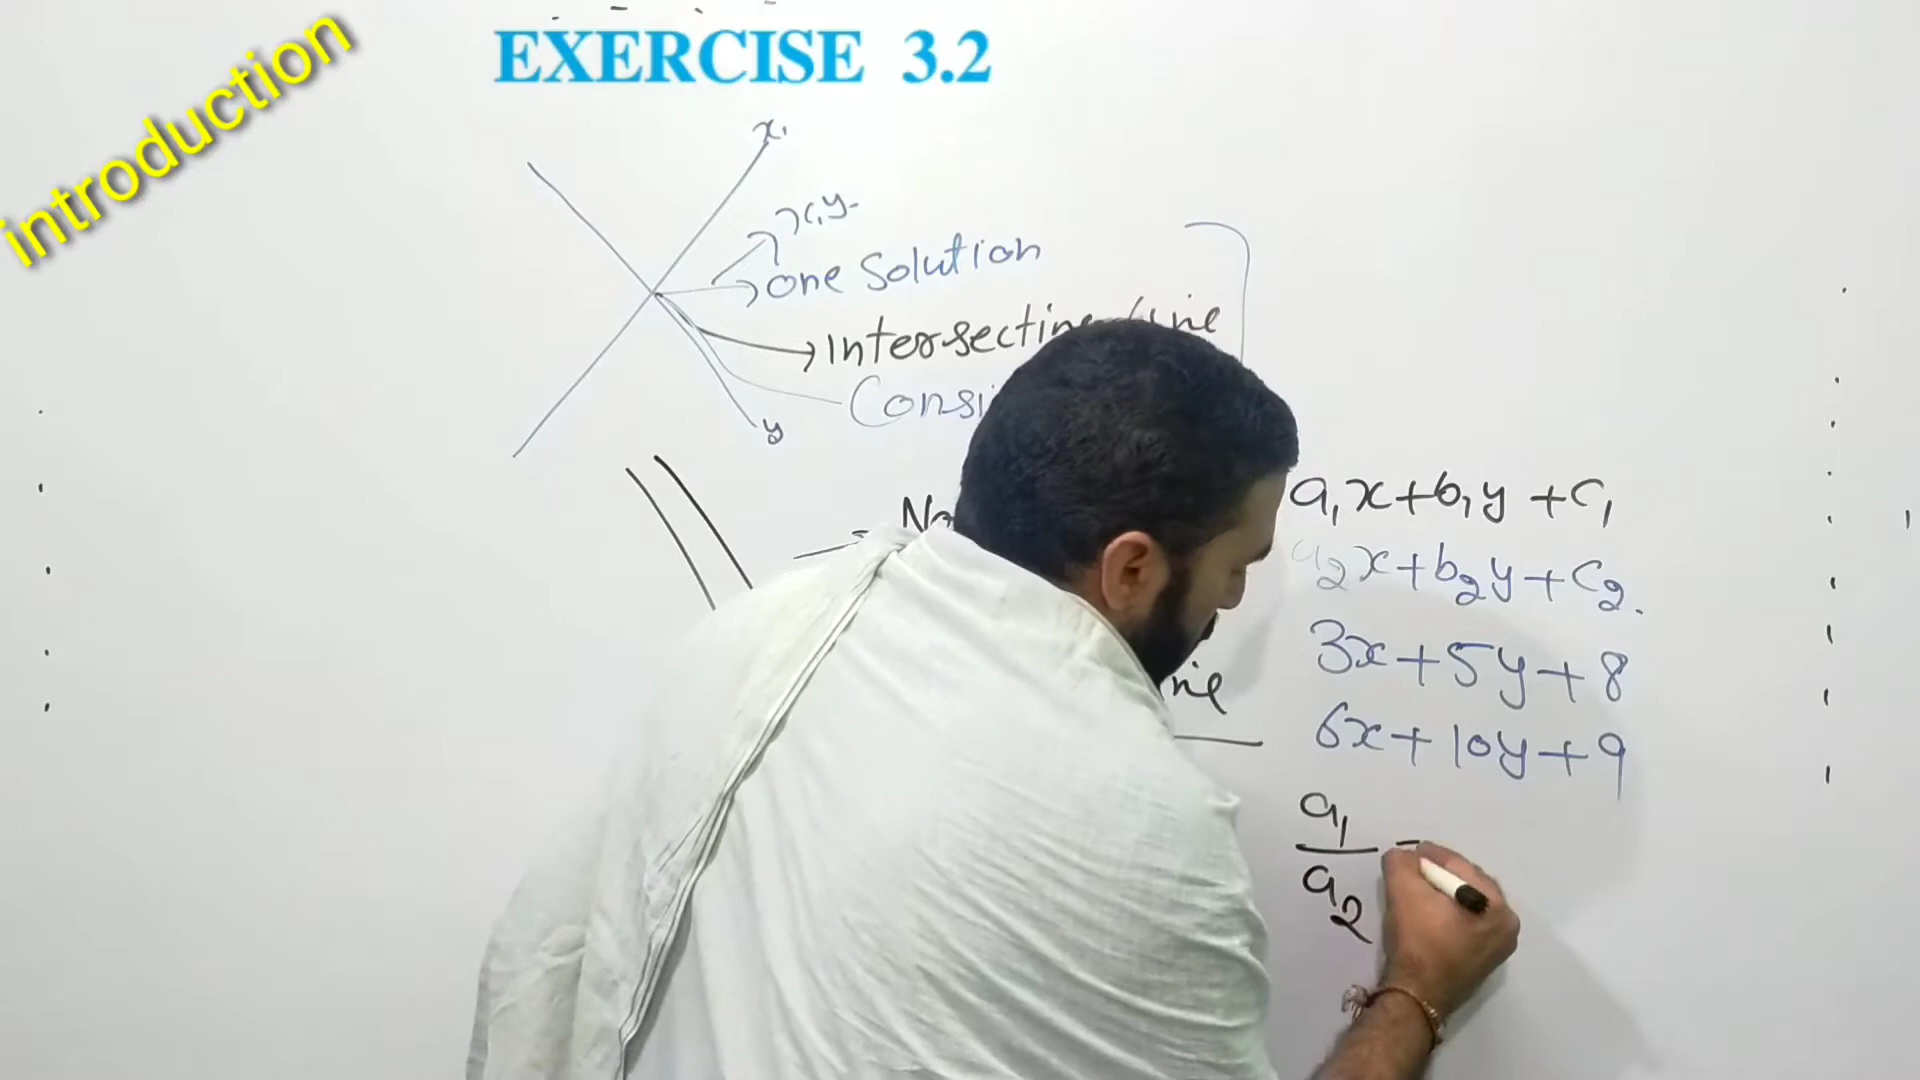 introduction
EXERCISE 3.2
x,
x,y
one Solution
Intersecting line
y
a₁x+b₁y+c₁
a₂x+b₂y+c₂.
3x+5y+8
6x+10y+9
a₁/a₂ =